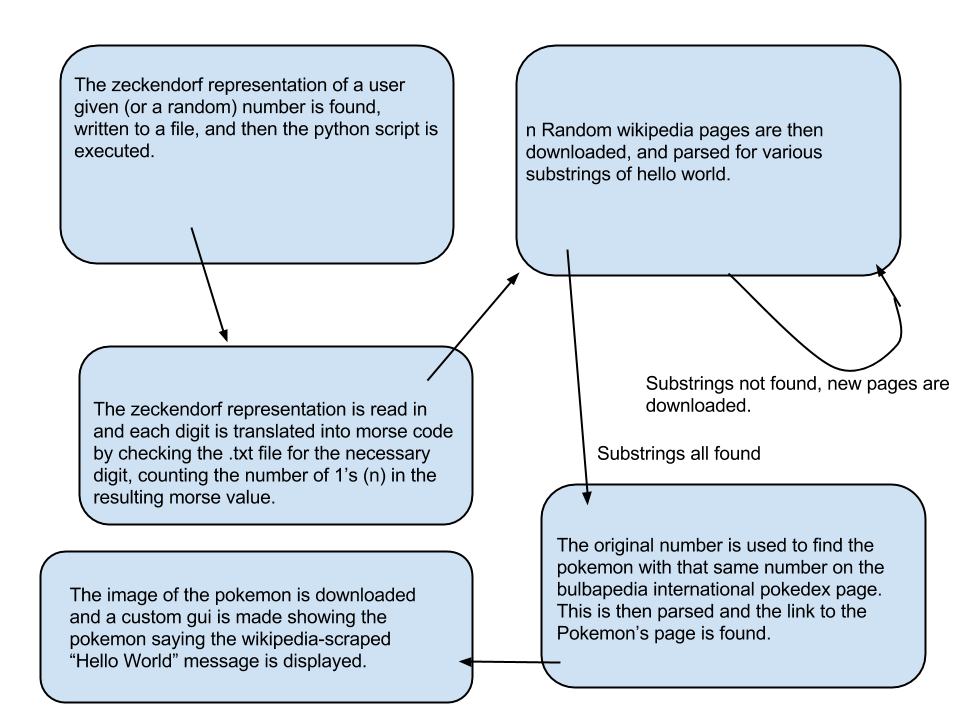 The zeckendorf representation of a user
given (or a random) number is found,
written to a file, and then the python script is
executed.
The zeckendorf representation is read in
and each digit is translated into morse code
by checking the .txt file for the necessary
digit, counting the number of 1's (n) in the
resulting morse value.
n Random wikipedia pages are then
downloaded, and parsed for various
substrings of hello world.
Substrings not found, new pages are
downloaded.
Substrings all found
The original number is used to find the
pokemon with that same number on the
bulbapedia international pokedex page.
This is then parsed and the link to the
Pokemon's page is found.
The image of the pokemon is downloaded
and a custom gui is made showing the
pokemon saying the wikipedia-scraped
“Hello World” message is displayed.